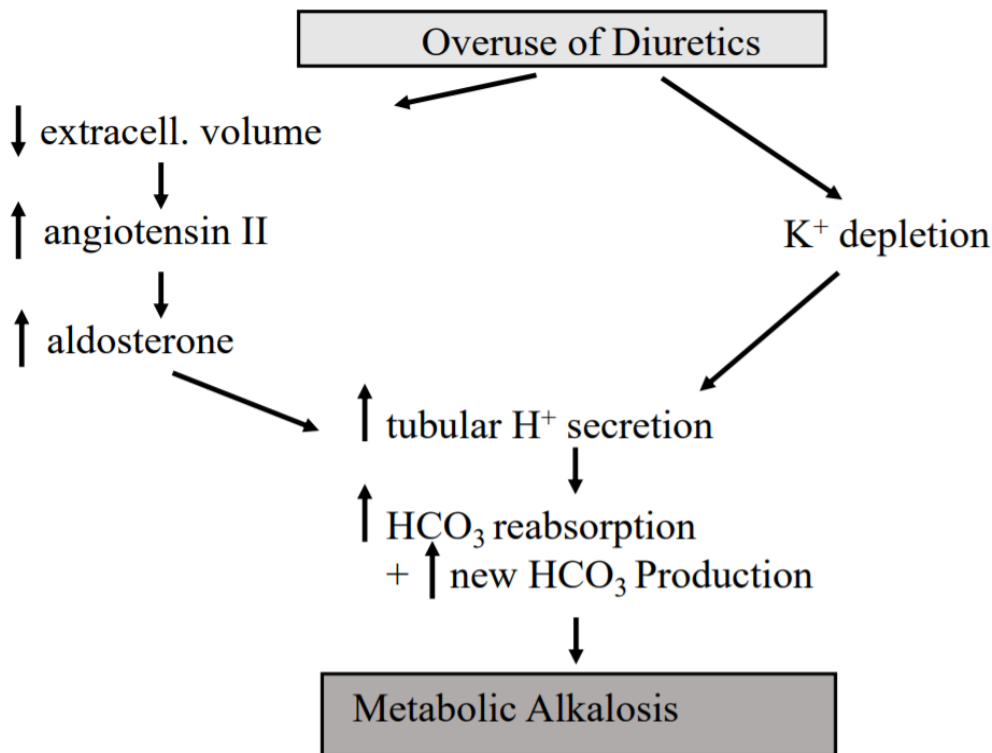 Overuse of Diuretics
↓ extracell. volume
↑ angiotensin II
K⁺ depletion
↑ aldosterone
↑ tubular H⁺ secretion
↑ HCO₃ reabsorption
+ ↑ new HCO₃ Production
Metabolic Alkalosis